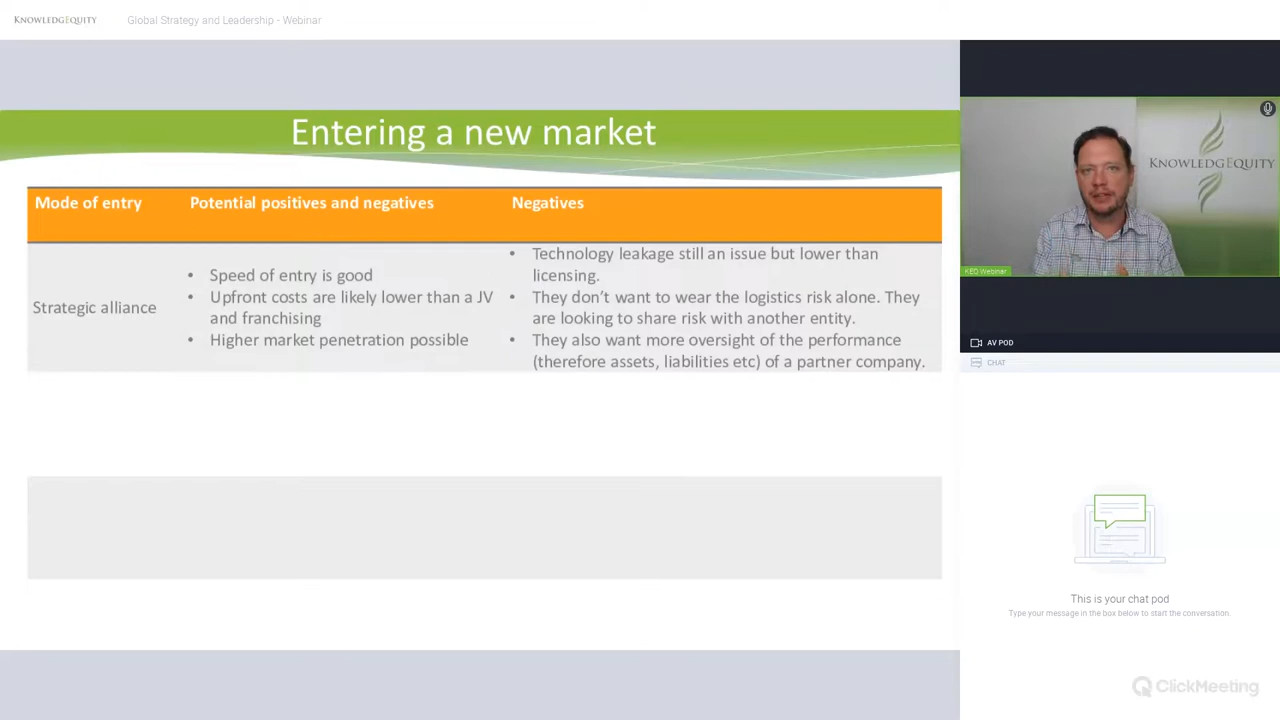 KNOWLEDGEQUITY
Global Strategy and Leadership - Webinar
Entering a new market
Mode of entry
Potential positives and negatives
Negatives
Strategic alliance
• Speed of entry is good
• Upfront costs are likely lower than a JV
and franchising
• Higher market penetration possible
• Technology leakage still an issue but lower than
licensing.
• They don’t want to wear the logistics risk alone. They
are looking to share risk with another entity.
• They also want more oversight of the performance
(therefore assets, liabilities etc) of a partner company.
KNOWLEDGEQUITY
KEQ Webinar
AV POD
CHAT
This is your chat pod
Type your message in the box below to start the conversation.
ClickMeeting